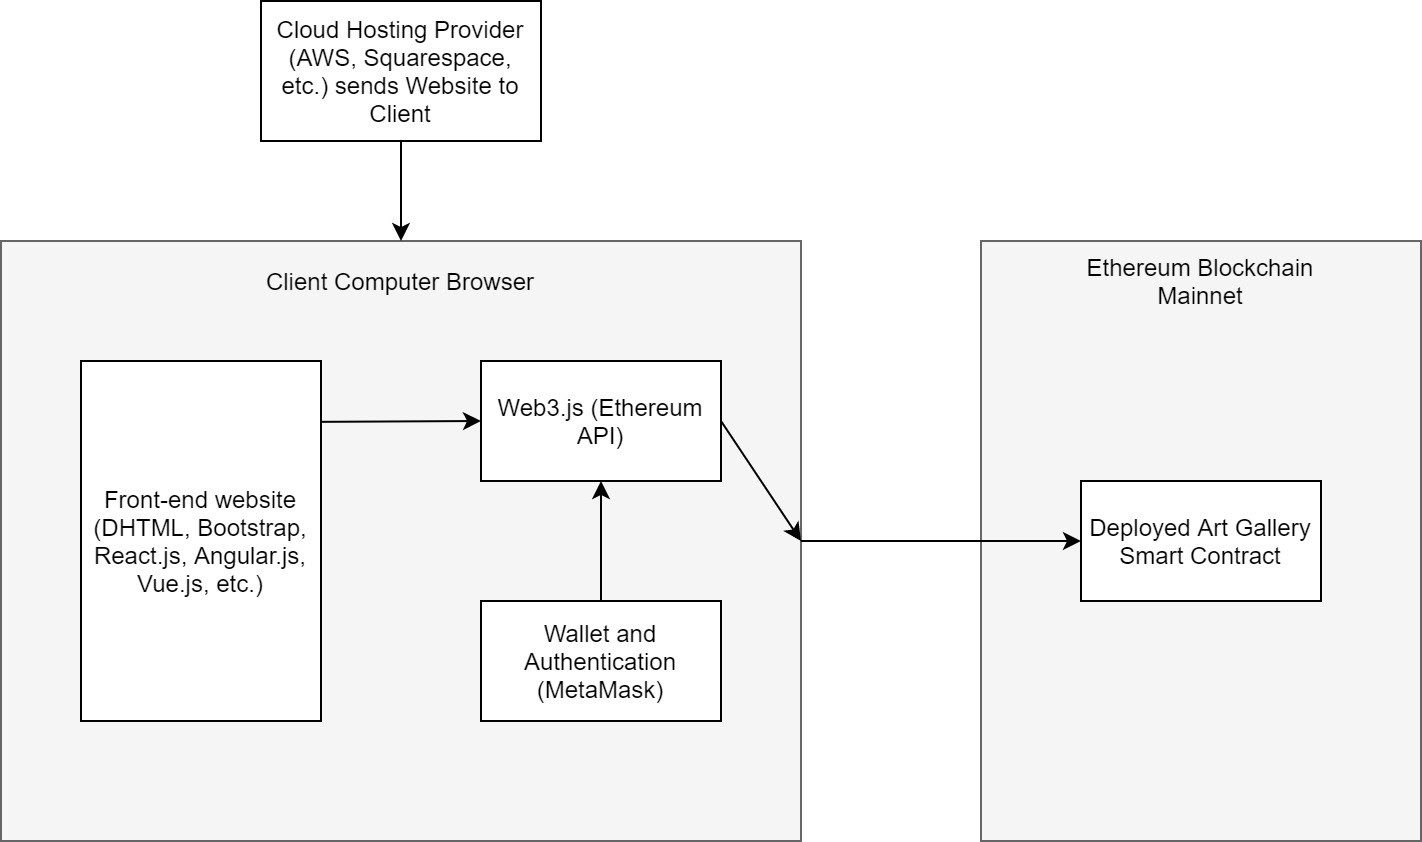 Cloud Hosting Provider
(AWS, Squarespace,
etc.) sends Website to
Client
Client Computer Browser
Ethereum Blockchain
Mainnet
Front-end website
(DHTML, Bootstrap,
React.js, Angular.js,
Vue.js, etc.)
Web3.js (Ethereum
API)
Wallet and
Authentication
(MetaMask)
Deployed Art Gallery
Smart Contract